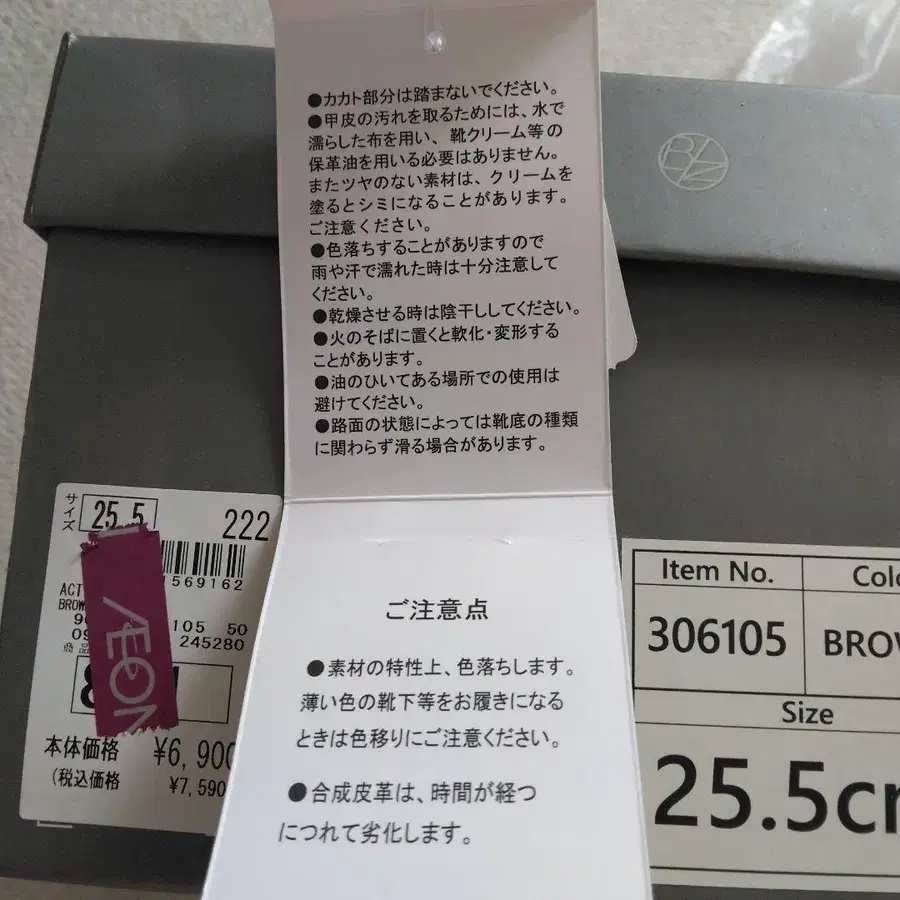 ●カカト部分は踏まないでください。
●甲皮の汚れを取るためには、水で
濡らした布を用い、靴クリーム等の
保革油を用いる必要はありません。
またツヤのない素材は、クリームを
塗るとシミになることがあります。
ご注意ください。
●色落ちすることがありますので
雨や汗で濡れた時は十分注意して
ください。
●乾燥させる時は陰干ししてください。
●火のそばに置くと軟化・変形する
ことがあります。
●油のひいてある場所での使用は
避けてください。
●路面の状態によっては靴底の種類
に関わらず滑る場合があります。
ご注意点
●素材の特性上、色落ちします。
薄い色の靴下等をお履きになる
ときは色移りにご注意ください。
●合成皮革は、時間が経つ
につれて劣化します。
サイズ
25.5
222
569162
ACT
BROW
105 50
245280
ÆON
本体価格 ¥6,900
(税込価格 ¥7,590
Item No.
Colo
306105
BROW
Size
25.5cm